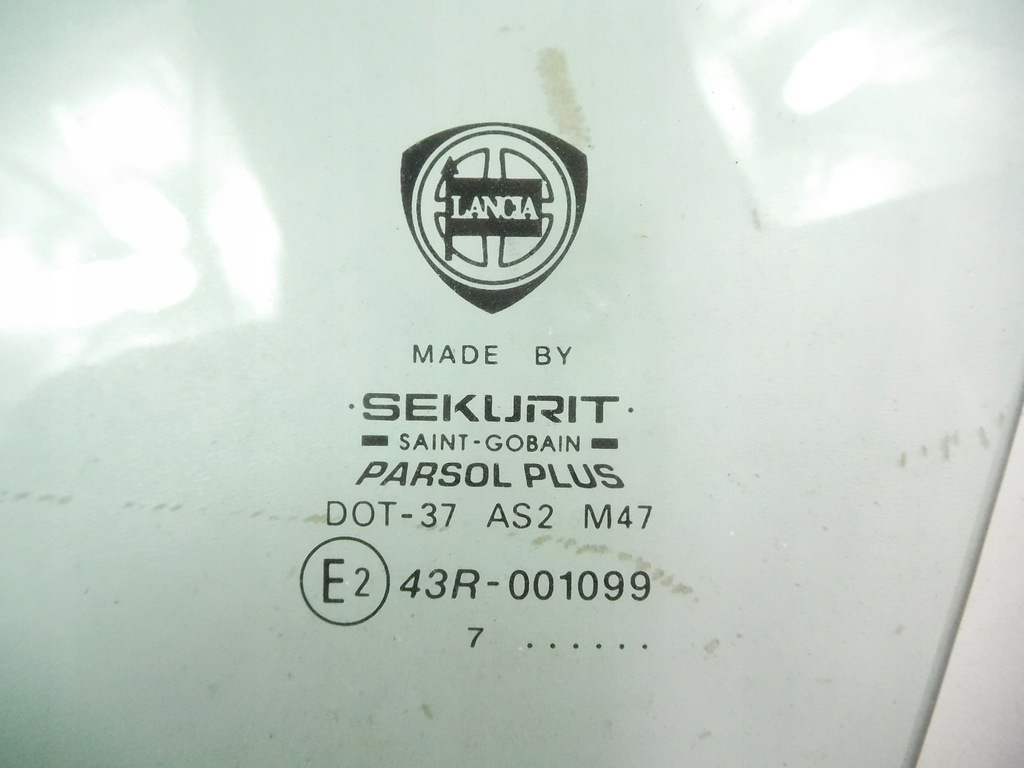 LANCIA
MADE BY
·SEKURIT·
SAINT-GOBAIN
PARSOL PLUS
DOT-37 AS2 M47
E2 43R-001099
7 ......